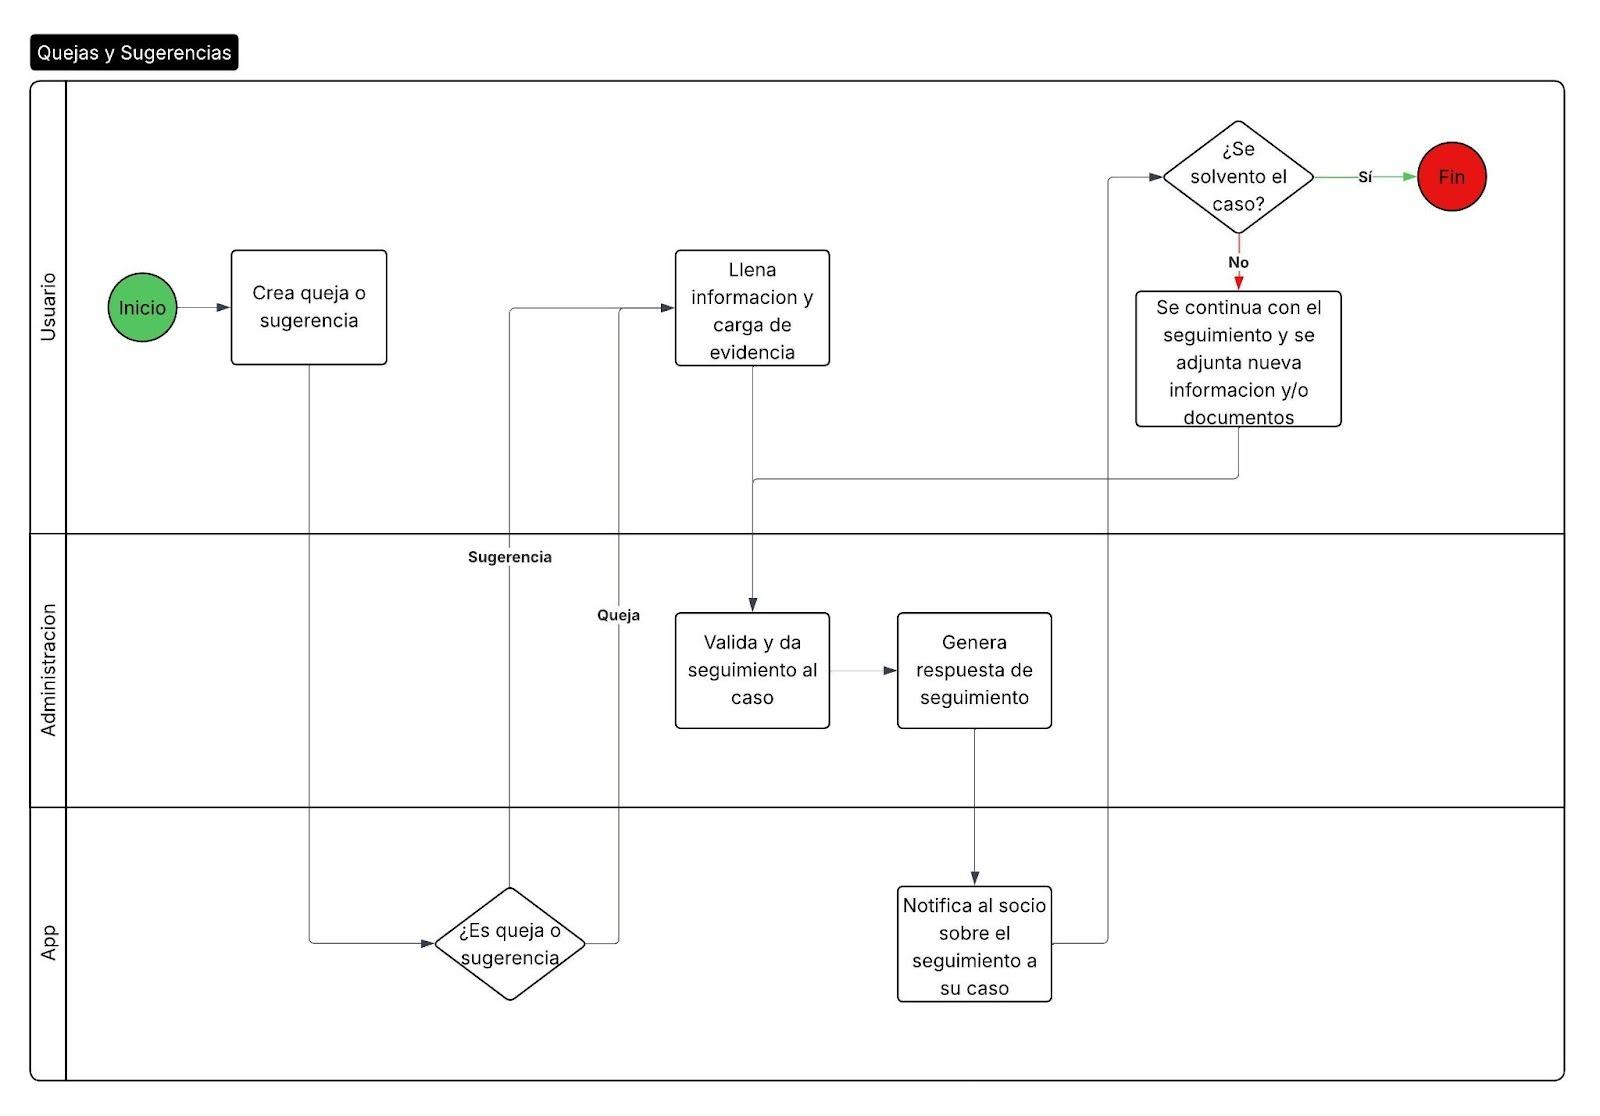 Quejas y Sugerencias
Usuario
Inicio
Crea queja o
sugerencia
Llena
informacion y
carga de
evidencia
¿Se
solvento el
caso?
Sí
Fin
No
Se continua con el
seguimiento y se
adjunta nueva
informacion y/o
documentos
Administracion
Sugerencia
Queja
Valida y da
seguimiento al
caso
Genera
respuesta de
seguimiento
App
¿Es queja o
sugerencia
Notifica al socio
sobre el
seguimiento a
su caso